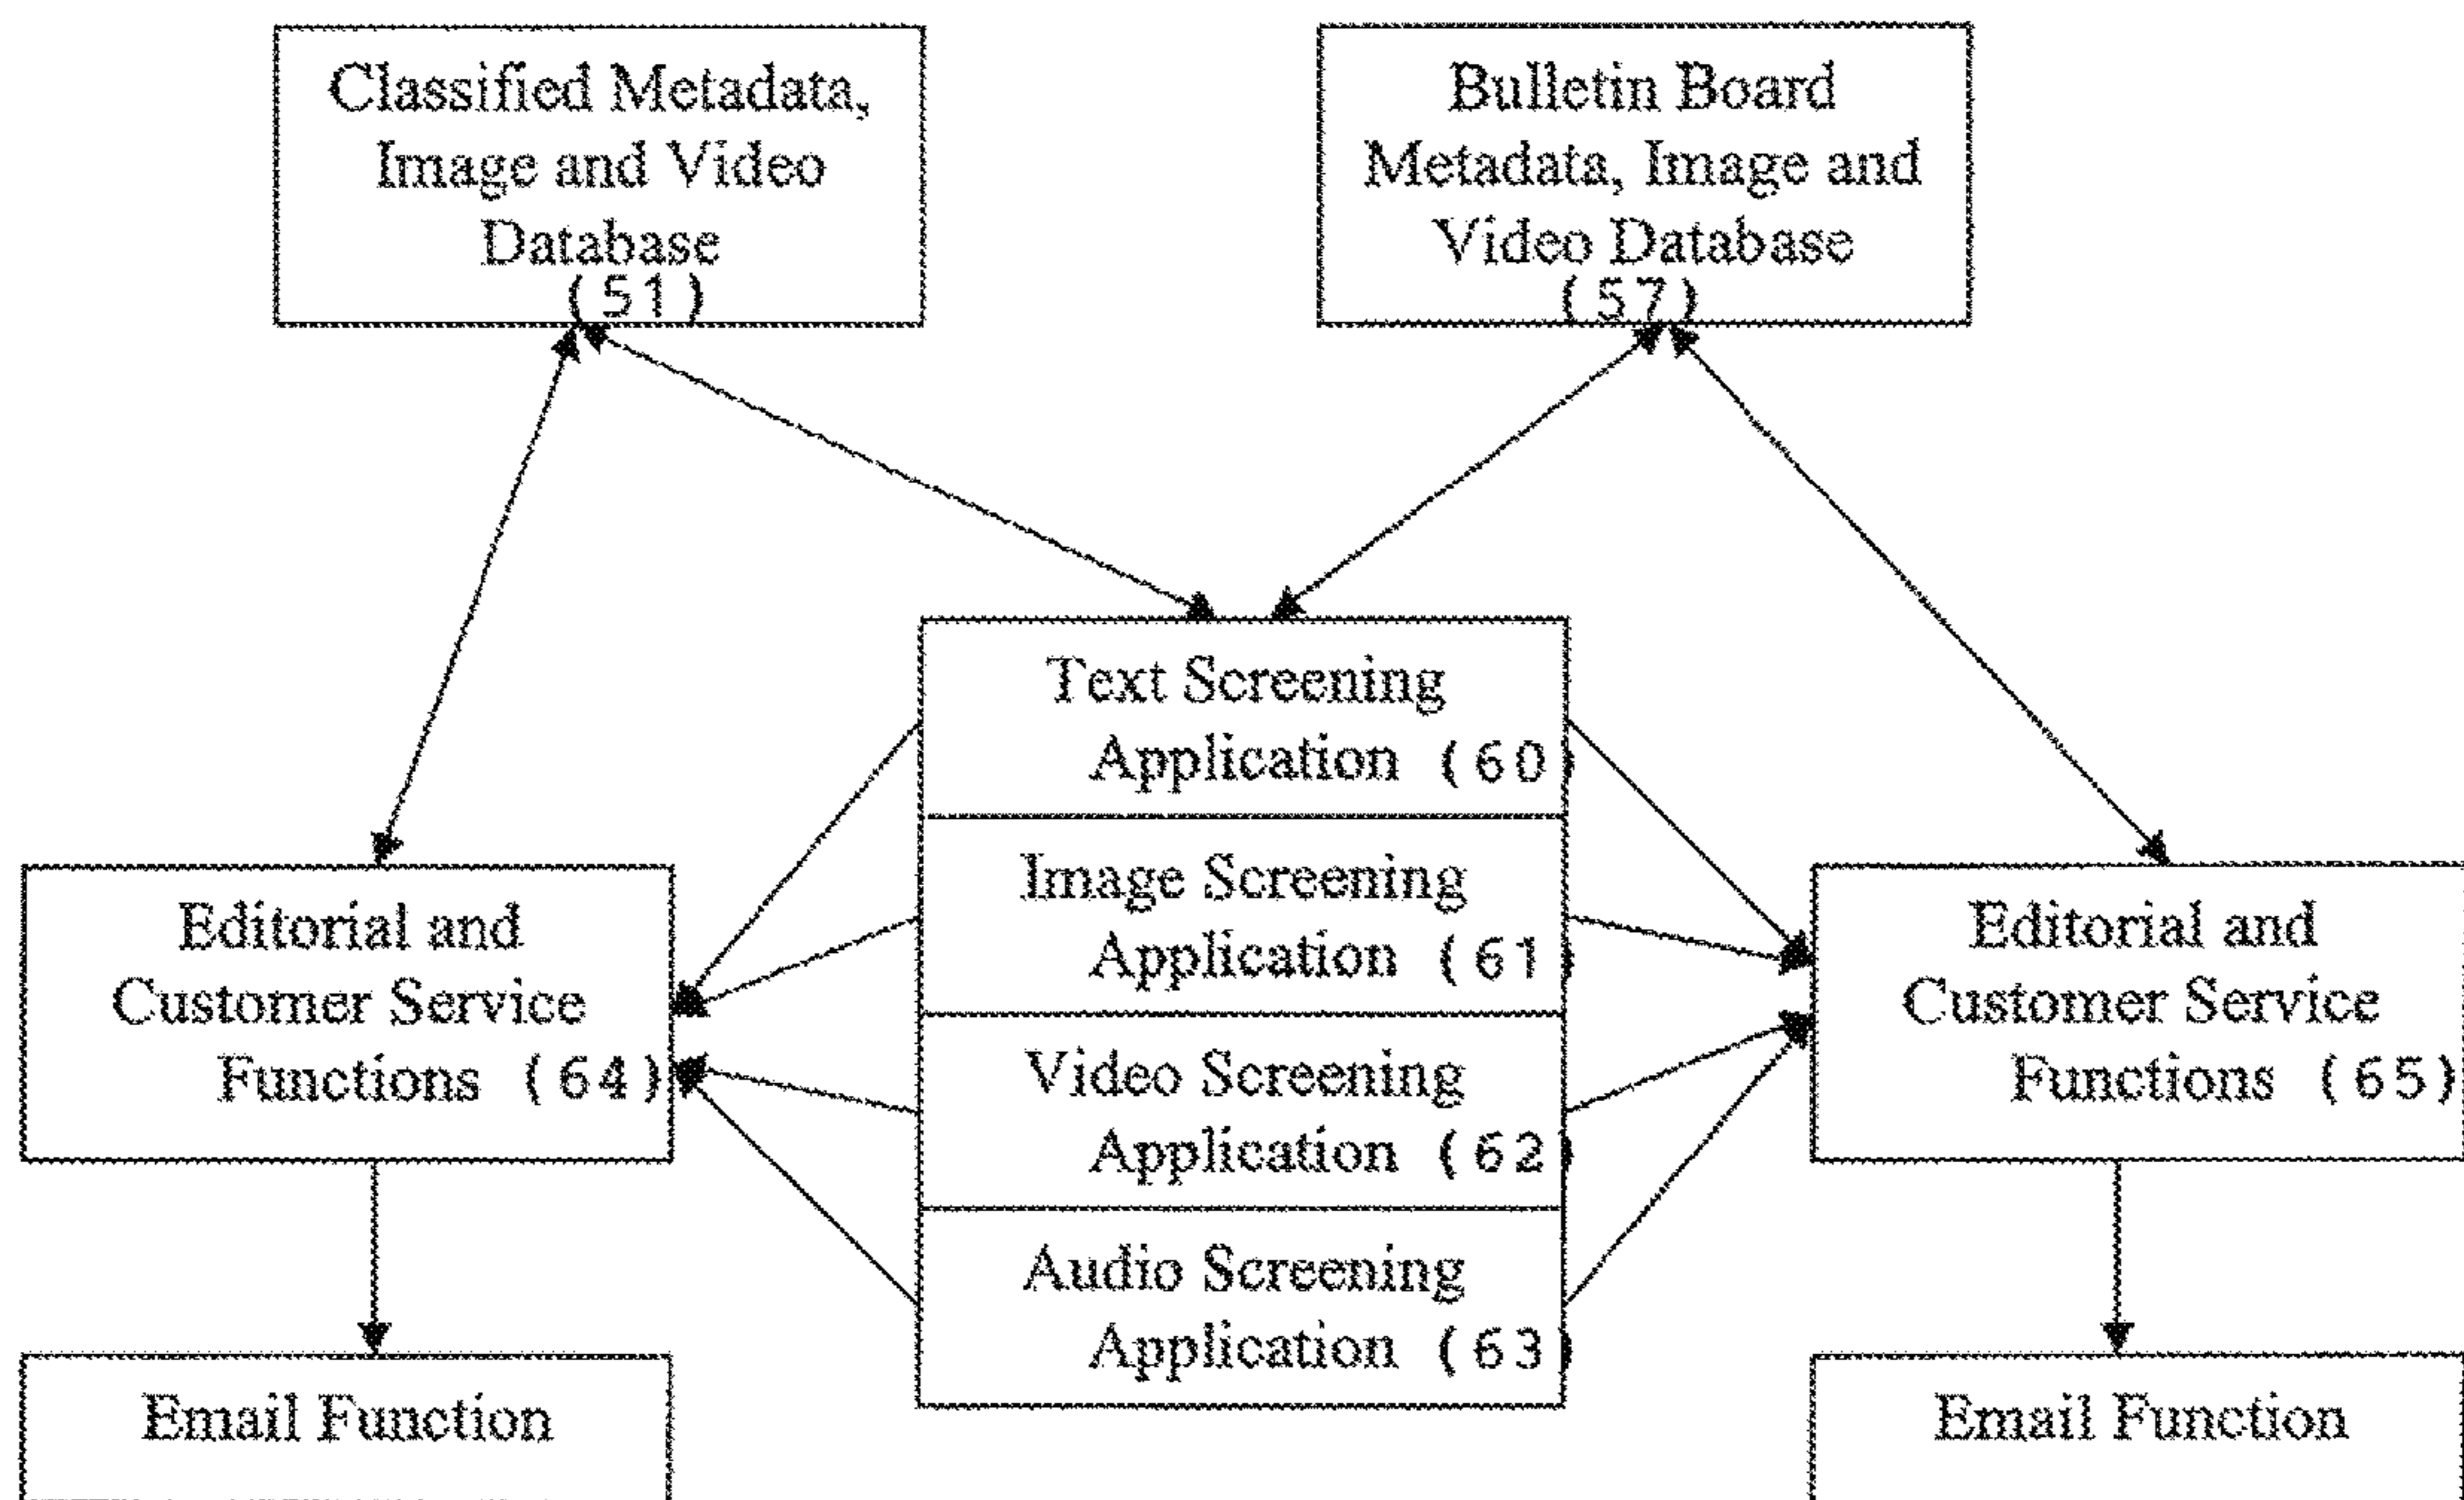 Classified Metadata,
Image and Video
Database
(51)
Bulletin Board
Metadata, Image and
Video Database
(57)
Text Screening
Application (60)
Image Screening
Application (61)
Video Screening
Application (62)
Audio Screening
Application (63)
Editorial and
Customer Service
Functions (64)
Editorial and
Customer Service
Functions (65)
Email Function
Email Function